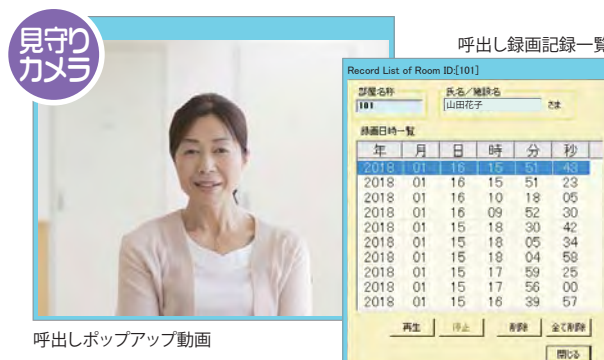 見守り
カメラ
呼出し録画記録一覧
Record List of Room ID:[101]
部屋名称
氏名/施設名
101
山田花子
さま
録画日時一覧
年 月 日 時 分 秒
2018 01 16 15 51 43
2018 01 16 15 51 23
2018 01 16 10 18 05
2018 01 16 09 52 30
2018 01 15 18 30 42
2018 01 15 18 05 34
2018 01 15 18 04 58
2018 01 15 17 59 25
2018 01 15 17 56 00
2018 01 15 16 39 57
再生 停止 削除 全て削除
閉じる
呼出しポップアップ動画